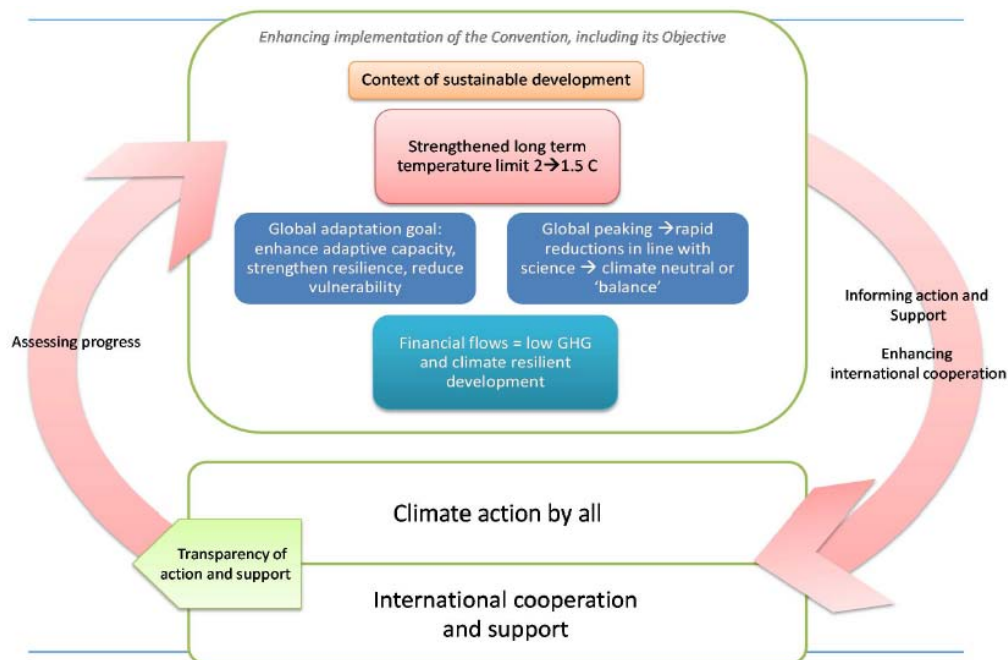 Enhancing implementation of the Convention, including its Objective
Context of sustainable development
Strengthened long term
temperature limit 2→1.5 C
Global adaptation goal:
enhance adaptive capacity,
strengthen resilience, reduce
vulnerability
Global peaking →rapid
reductions in line with
science → climate neutral or
‘balance’
Financial flows = low GHG
and climate resilient
development
Assessing progress
Informing action and
Support
Enhancing
international cooperation
Climate action by all
Transparency of
action and support
International cooperation
and support